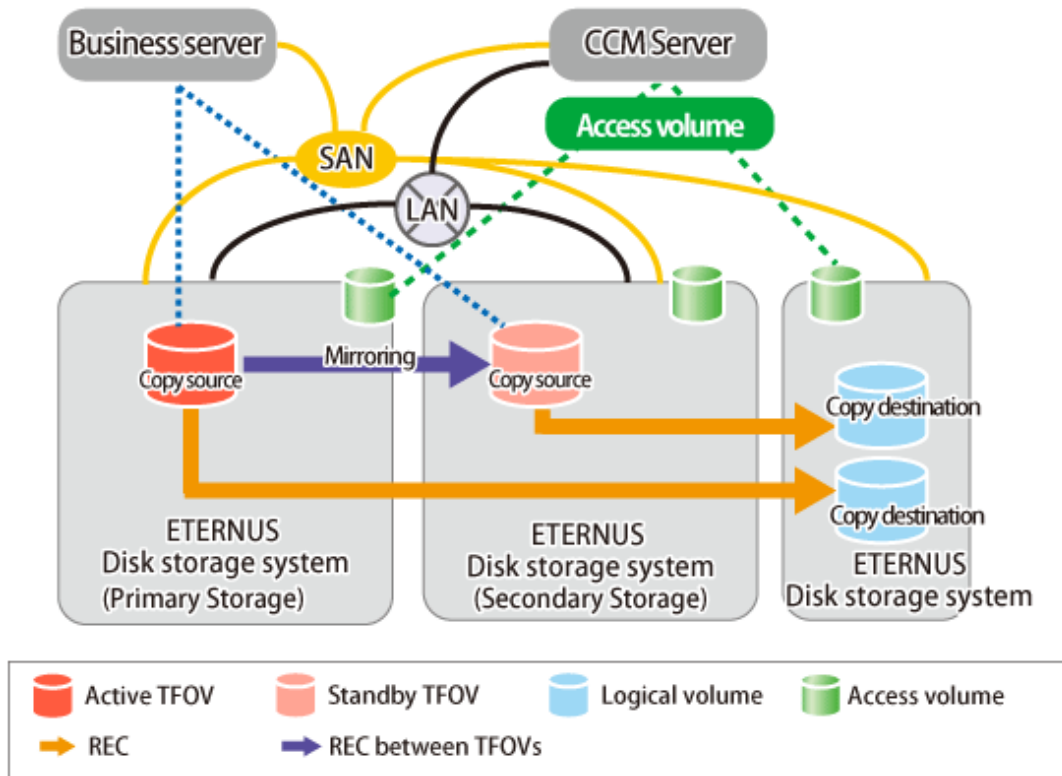 Business server
CCM Server
Access volume
SAN
LAN
Mirroring
Copy source
Copy source
Copy destination
Copy destination
ETERNUS
Disk storage system
(Primary Storage)
ETERNUS
Disk storage system
(Secondary Storage)
ETERNUS
Disk storage system
Active TFOV
Standby TFOV
Logical volume
Access volume
REC
REC between TFOVs